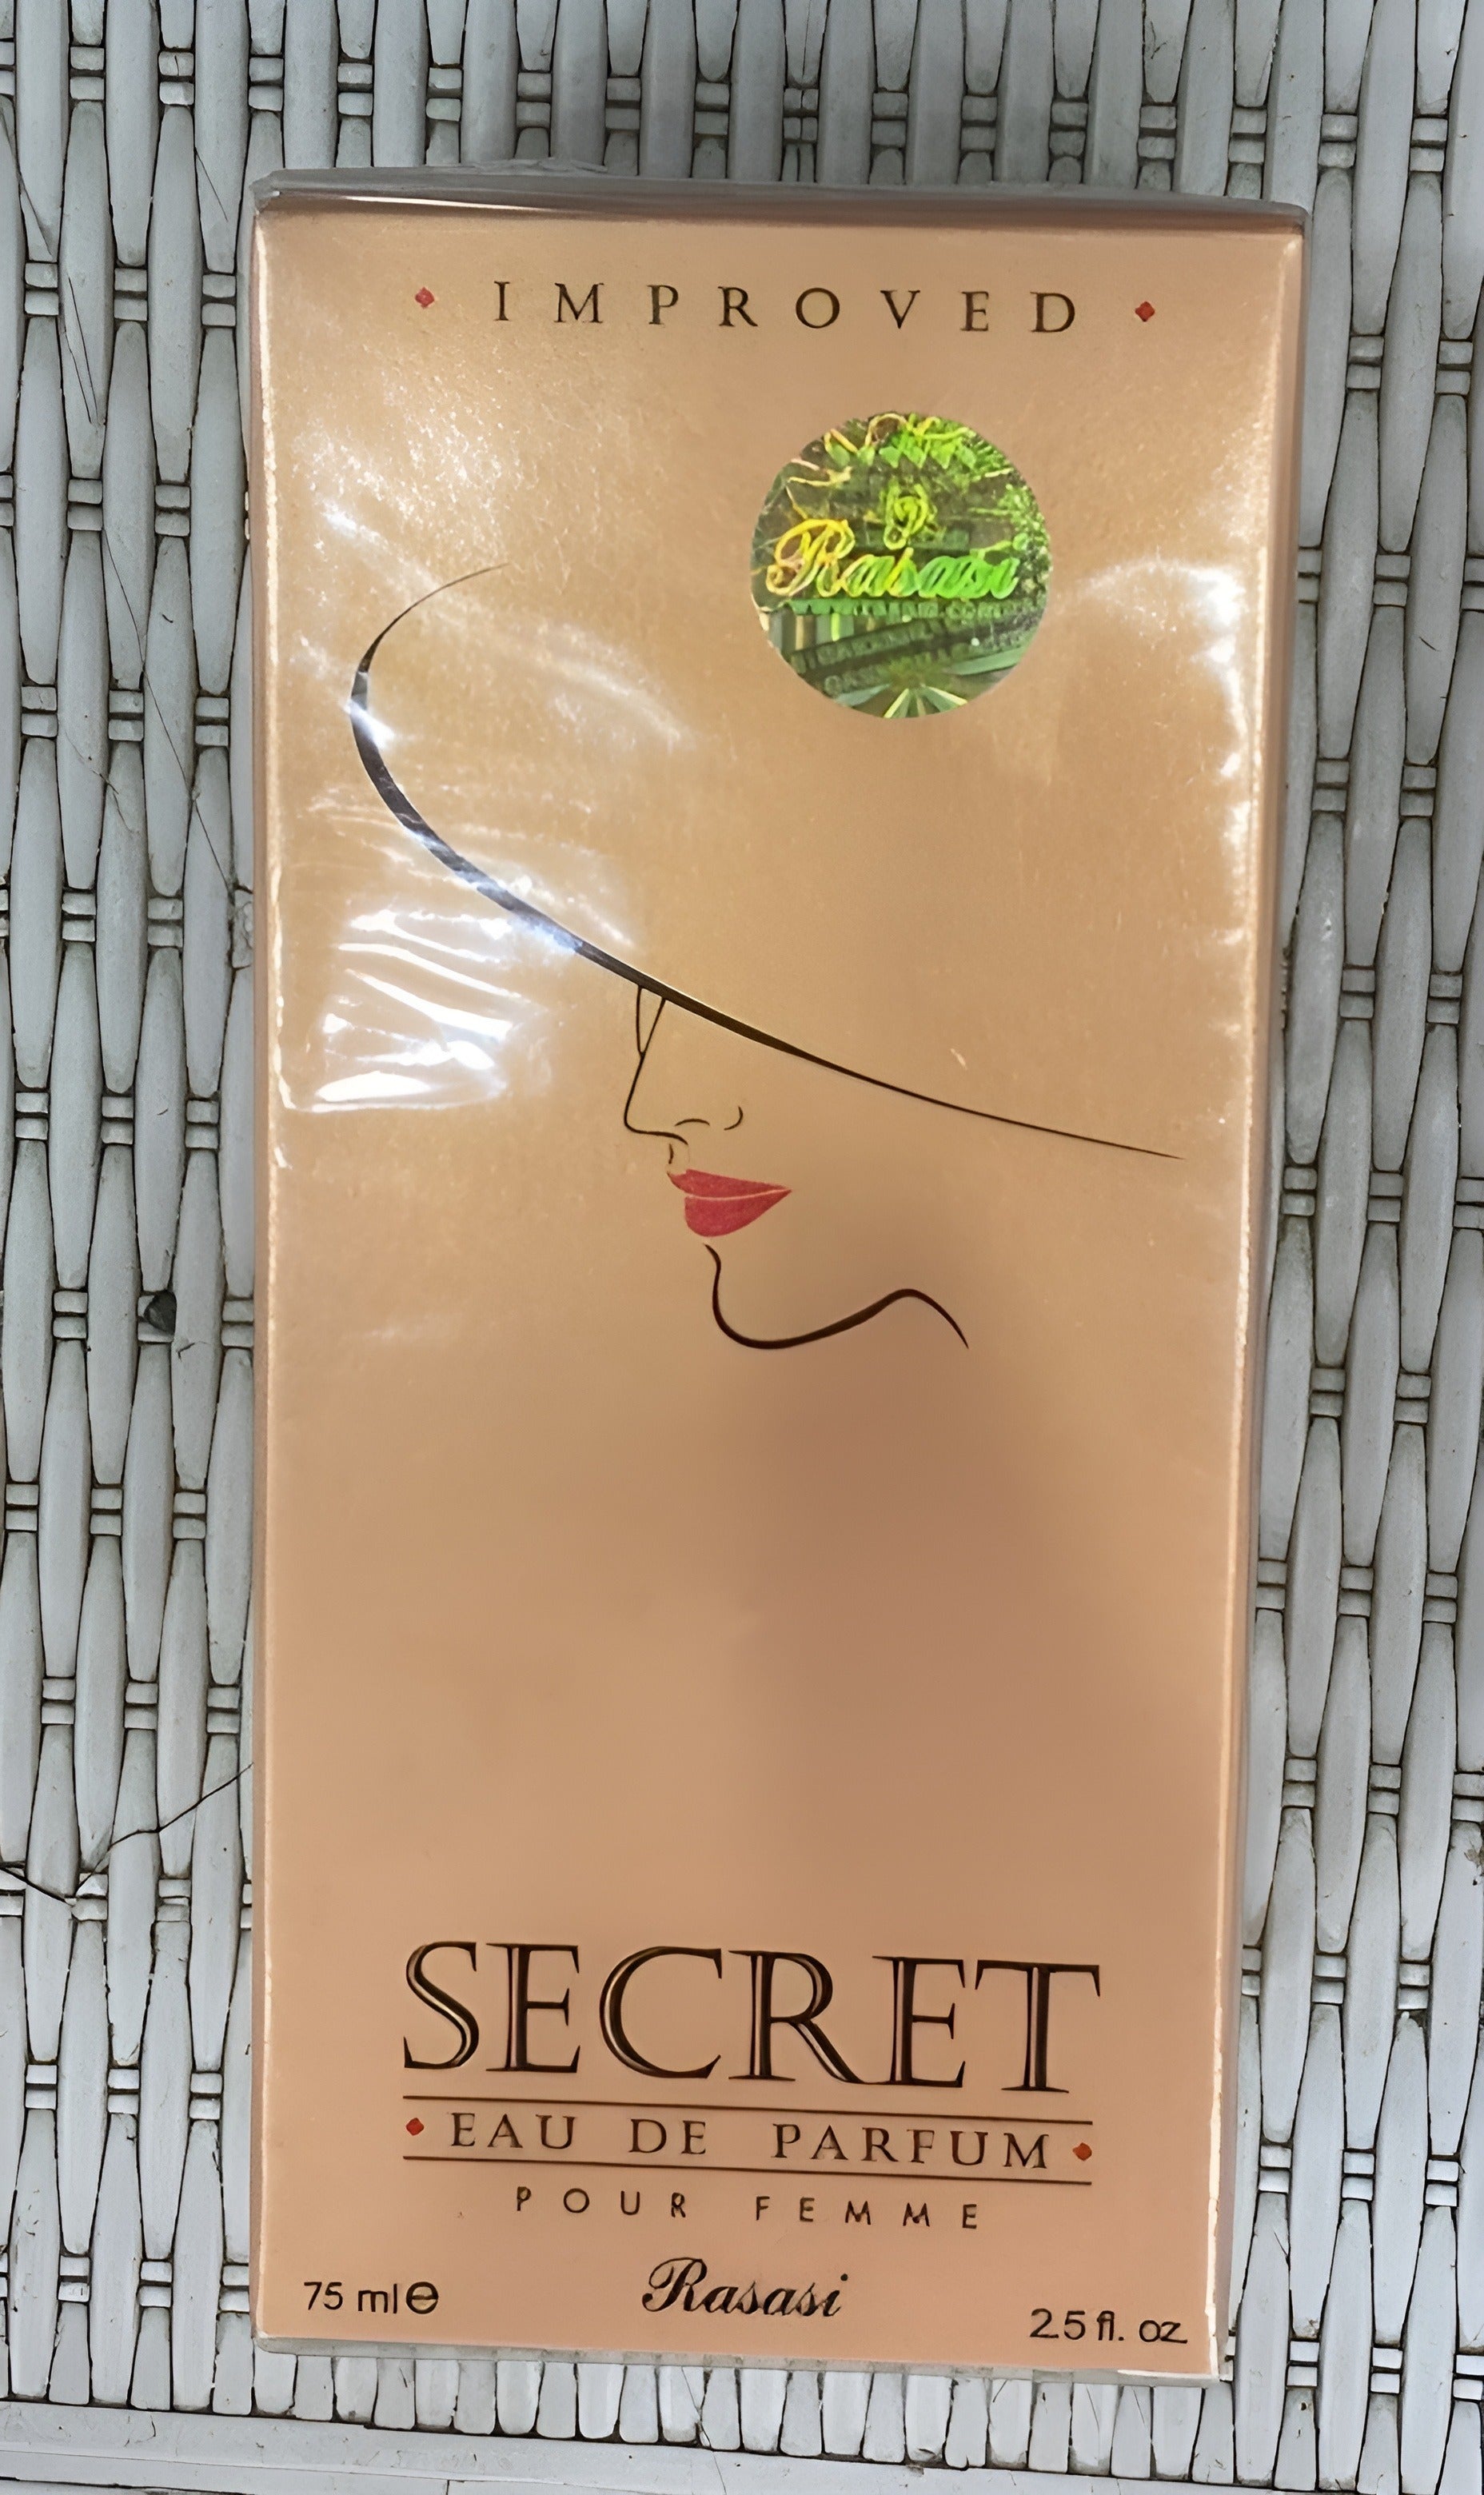 IMPROVED
Rasasi
SECRET
EAU DE PARFUM
POUR FEMME
Rasasi
75 ml e
2.5 fl. oz